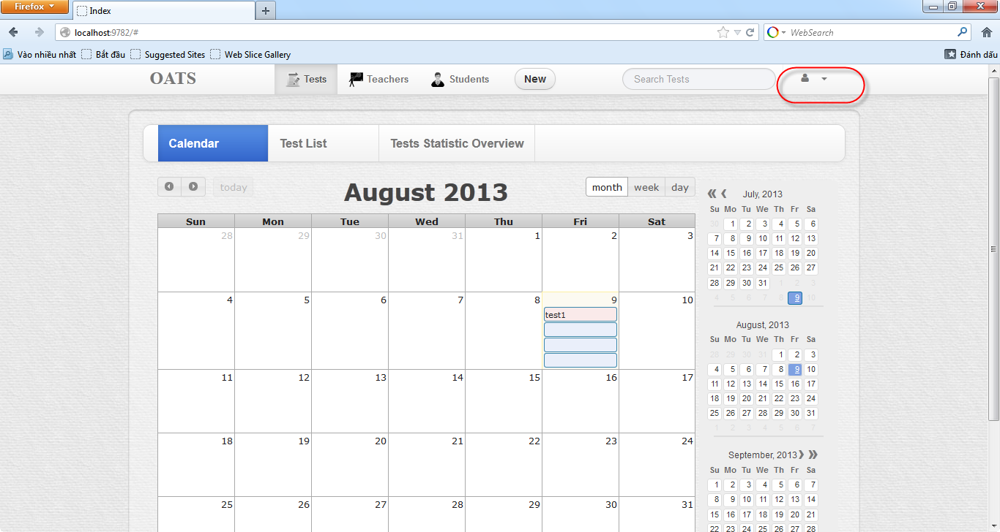 Firefox
Index
localhost:9782/#
WebSearch
Vào nhiều nhất Bắt đầu Suggested Sites Web Slice Gallery Đánh dấu
OATS Tests Teachers Students New Search Tests
Calendar Test List Tests Statistic Overview
today August 2013 month week day
Sun Mon Tue Wed Thu Fri Sat
28 29 30 31 1 2 3
4 5 6 7 8 9 10
test1
11 12 13 14 15 16 17
18 19 20 21 22 23 24
25 26 27 28 29 30 31
July, 2013
Su Mo Tu We Th Fr Sa
30 1 2 3 4 5 6
7 8 9 10 11 12 13
14 15 16 17 18 19 20
21 22 23 24 25 26 27
28 29 30 31 1 2 3
4 5 6 7 8 9 10
August, 2013
Su Mo Tu We Th Fr Sa
28 29 30 31 1 2 3
4 5 6 7 8 9 10
11 12 13 14 15 16 17
18 19 20 21 22 23 24
25 26 27 28 29 30 31
1 2 3 4 5 6 7
September, 2013
Su Mo Tu We Th Fr Sa
1 2 3 4 5 6 7
8 9 10 11 12 13 14
15 16 17 18 19 20 21
22 23 24 25 26 27 28